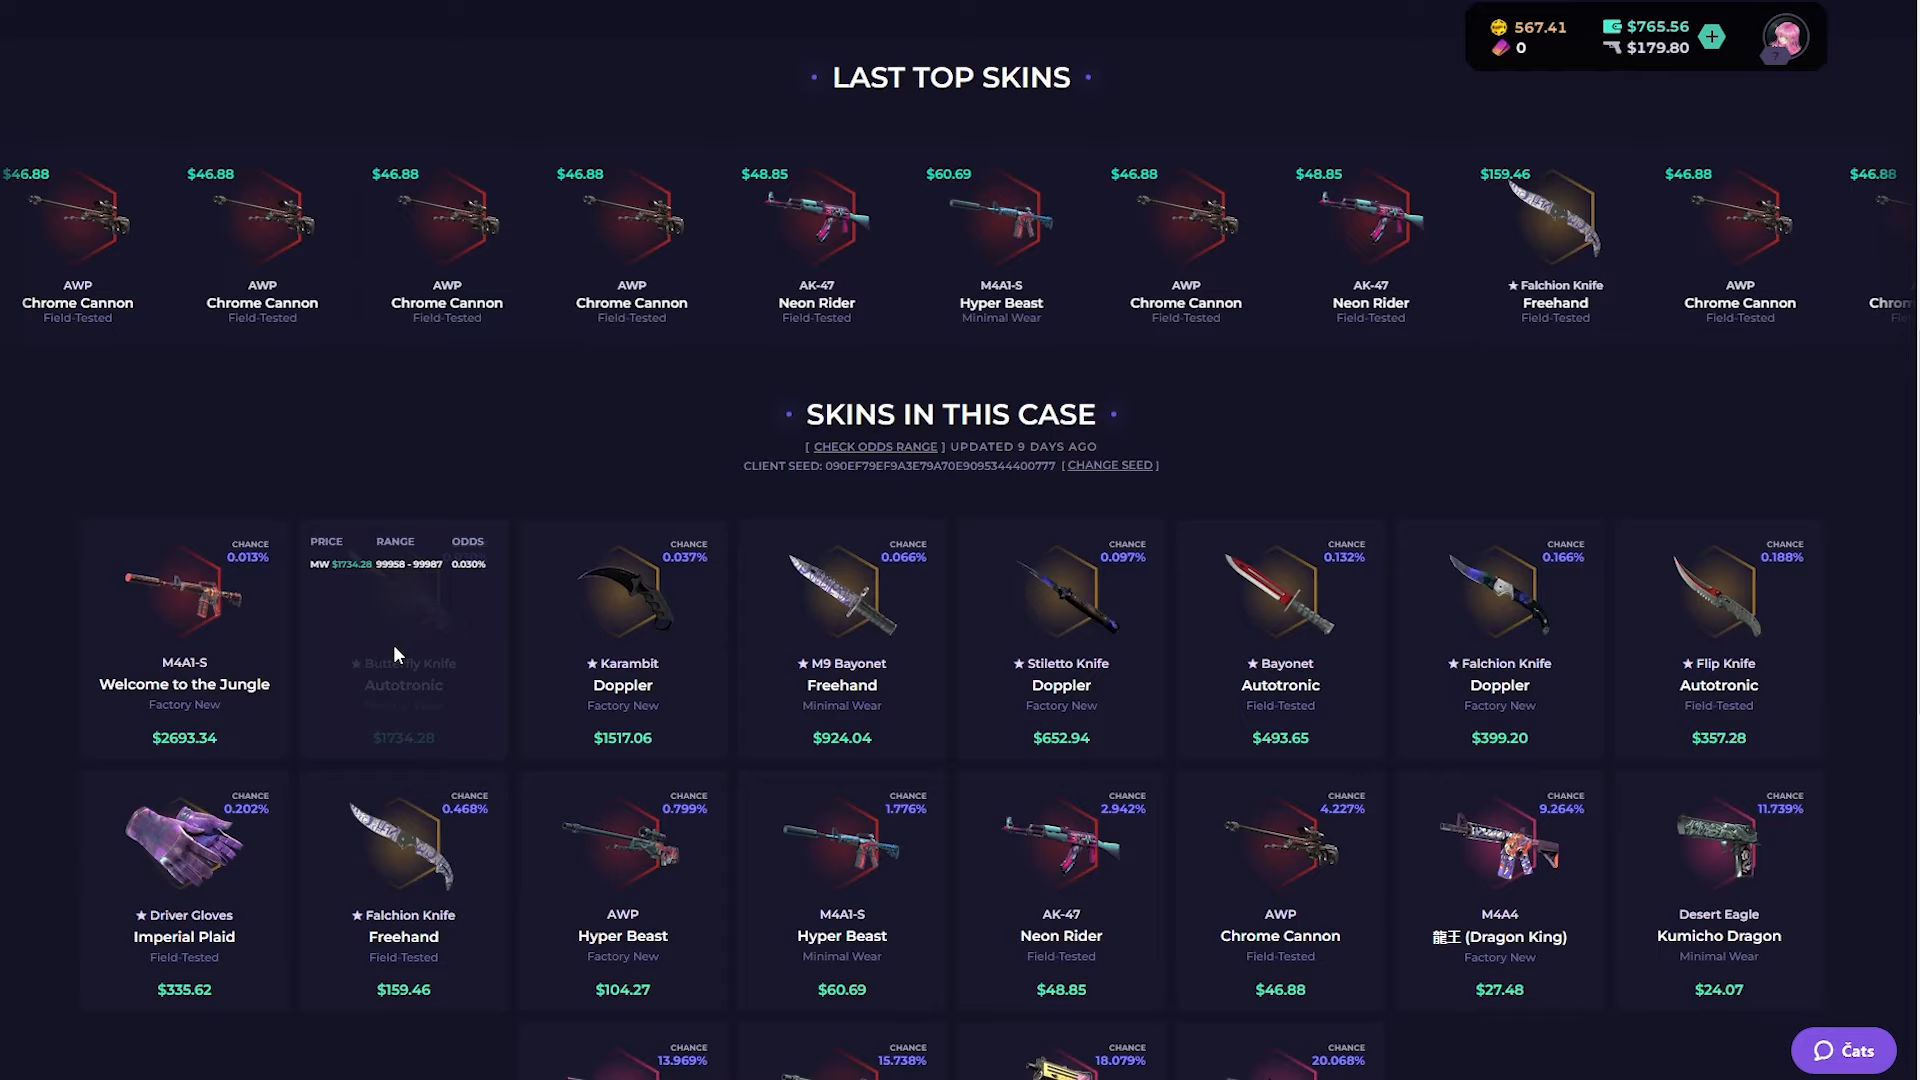 567.41
$765.56
0
$179.80
LAST TOP SKINS
$46.88
AWP
Chrome Cannon
Field-Tested
$46.88
AWP
Chrome Cannon
Field-Tested
$46.88
AWP
Chrome Cannon
Field-Tested
$46.88
AWP
Chrome Cannon
Field-Tested
$48.85
AK-47
Neon Rider
Field-Tested
$60.69
M4A1-S
Hyper Beast
Minimal Wear
$46.88
AWP
Chrome Cannon
Field-Tested
$48.85
AK-47
Neon Rider
Field-Tested
$159.46
★ Falchion Knife
Freehand
Field-Tested
$46.88
AWP
Chrome Cannon
Field-Tested
$46.88
SKINS IN THIS CASE
[ CHECK ODDS RANGE ] UPDATED 9 DAYS AGO
CLIENT SEED: 090EF79EF9A3E79A70E9095344400777 [ CHANGE SEED ]
CHANCE
0.013%
M4A1-S
Welcome to the Jungle
Factory New
$2693.34
PRICE RANGE ODDS
MW $1734.28 99958 - 99987 0.030%
★ Butterfly Knife
Autotronic
Minimal Wear
$1734.28
CHANCE
0.037%
★ Karambit
Doppler
Factory New
$1517.06
CHANCE
0.066%
★ M9 Bayonet
Freehand
Minimal Wear
$924.04
CHANCE
0.097%
★ Stiletto Knife
Doppler
Factory New
$652.94
CHANCE
0.132%
★ Bayonet
Autotronic
Field-Tested
$493.65
CHANCE
0.166%
★ Falchion Knife
Doppler
Factory New
$399.20
CHANCE
0.188%
★ Flip Knife
Autotronic
Field-Tested
$357.28
CHANCE
0.202%
★ Driver Gloves
Imperial Plaid
Field-Tested
$335.62
CHANCE
0.468%
★ Falchion Knife
Freehand
Field-Tested
$159.46
CHANCE
0.799%
AWP
Hyper Beast
Factory New
$104.27
CHANCE
1.776%
M4A1-S
Hyper Beast
Minimal Wear
$60.69
CHANCE
2.942%
AK-47
Neon Rider
Field-Tested
$48.85
CHANCE
4.227%
AWP
Chrome Cannon
Field-Tested
$46.88
CHANCE
9.264%
M4A4
龍王 (Dragon King)
Factory New
$27.48
CHANCE
11.739%
Desert Eagle
Kumicho Dragon
Minimal Wear
$24.07
CHANCE
13.969%
CHANCE
15.738%
CHANCE
18.079%
CHANCE
20.068%
Čats